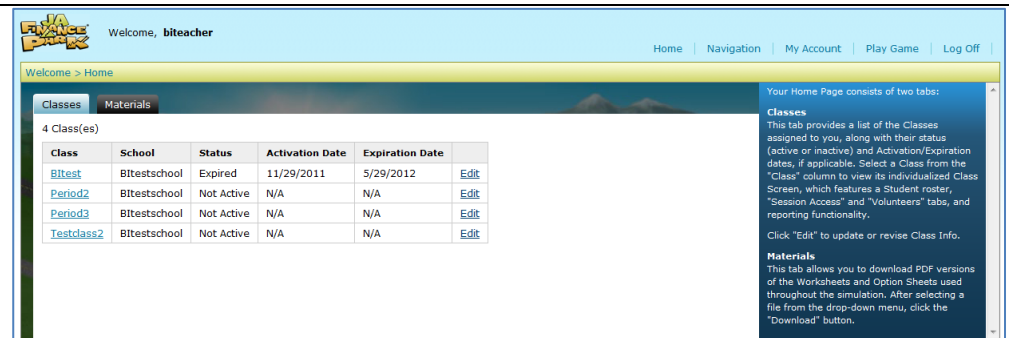 JA
FINANCE
PARK
Welcome, biteacher
Home | Navigation | My Account | Play Game | Log Off |
Welcome > Home
Classes Materials
4 Class(es)
Class School Status Activation Date Expiration Date
BItest BItestschool Expired 11/29/2011 5/29/2012 Edit
Period2 BItestschool Not Active N/A N/A Edit
Period3 BItestschool Not Active N/A N/A Edit
Testclass2 BItestschool Not Active N/A N/A Edit
Your Home Page consists of two tabs:
Classes
This tab provides a list of the Classes
assigned to you, along with their status
(active or inactive) and Activation/Expiration
dates, if applicable. Select a Class from the
"Class" column to view its individualized Class
Screen, which features a Student roster,
"Session Access" and "Volunteers" tabs, and
reporting functionality.
Click "Edit" to update or revise Class Info.
Materials
This tab allows you to download PDF versions
of the Worksheets and Option Sheets used
throughout the simulation. After selecting a
file from the drop-down menu, click the
"Download" button.